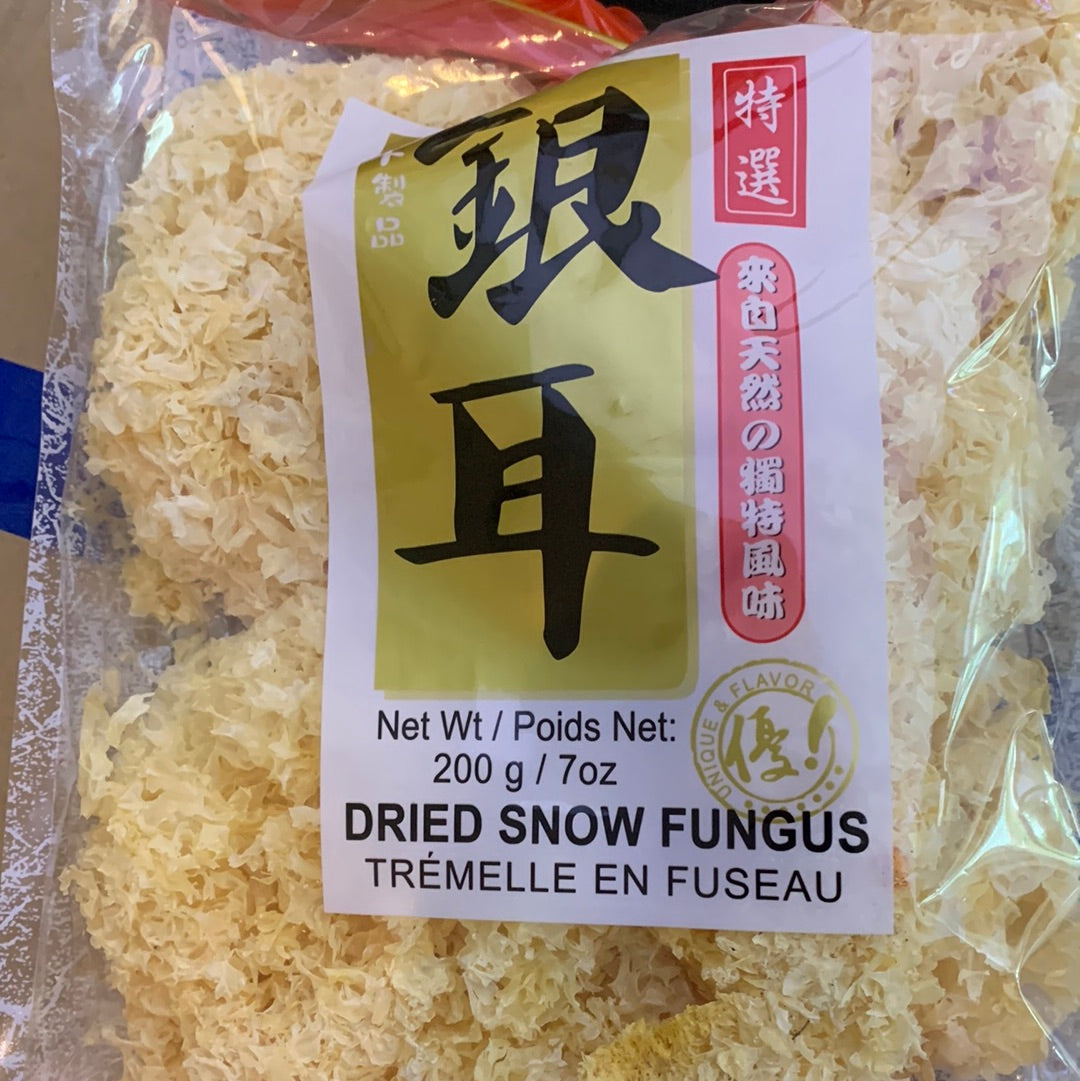 特選
銀耳
製品
來自天然の獨特風味
UNIQUE & FLAVOR
優!
Net Wt / Poids Net:
200 g / 7oz
DRIED SNOW FUNGUS
TRÉMELLE EN FUSEAU